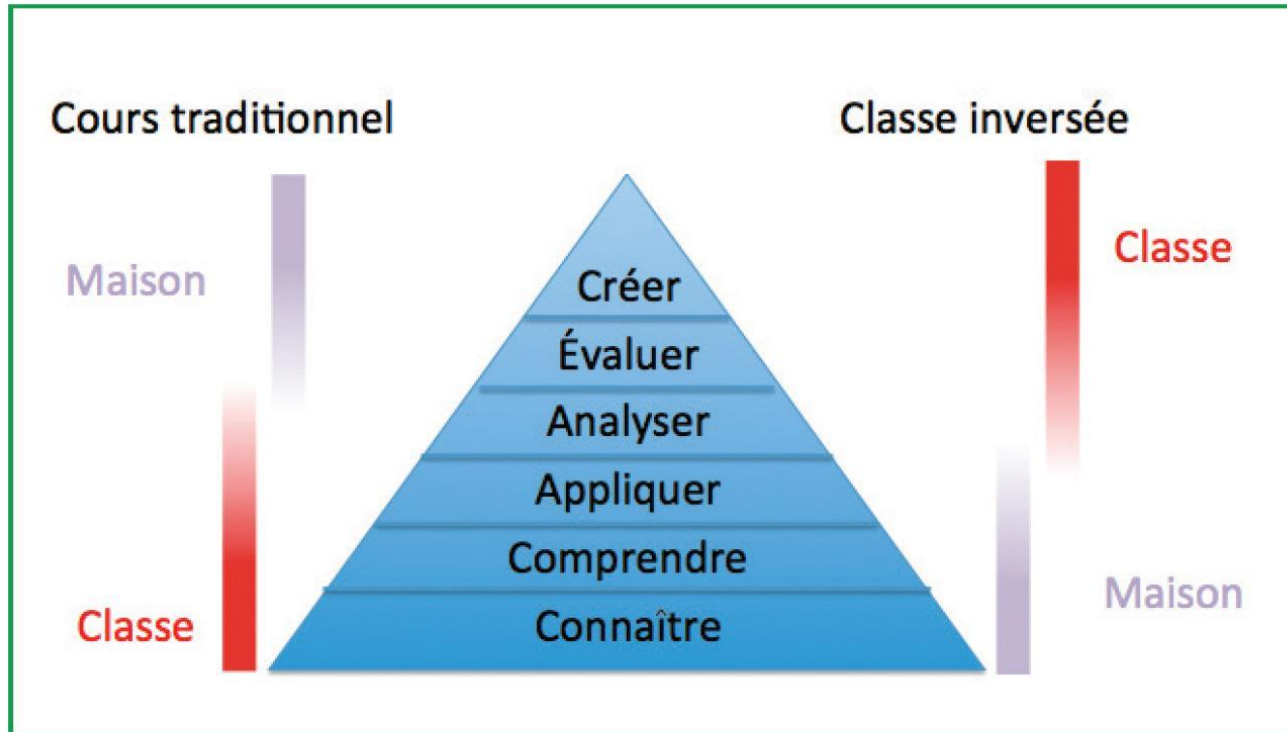 Cours traditionnel
Classe inversée
Maison
Classe
Créer
Évaluer
Analyser
Appliquer
Comprendre
Connaître
Classe
Maison